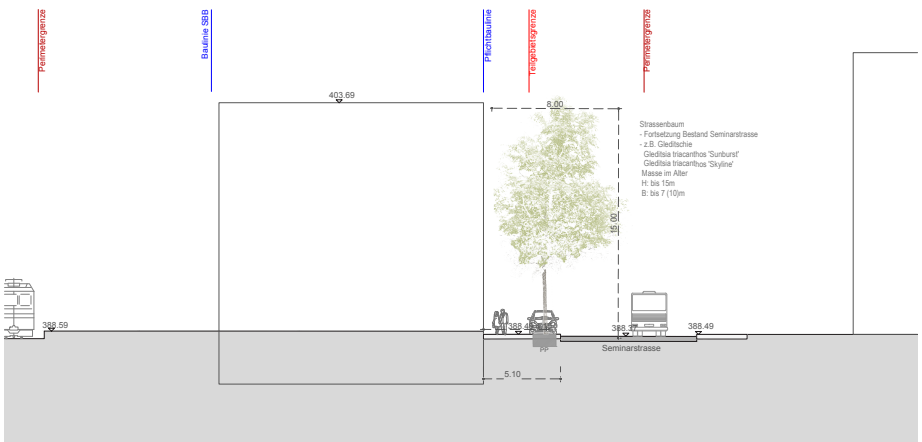 Perimetergrenze
Baulinie SBB
Pflichtbaulinie
Teilgebietsgrenze
Perimetergrenze
403.69
8.00
Strassenbaum
- Fortsetzung Bestand Seminarstrasse
- z.B. Gleditschie
Gleditsia triacanthos 'Sunburst'
Gleditsia triacanthos 'Skyline'
Masse im Alter
H: bis 15m
B: bis 7 (10)m
15.00
388.59
388.37
388.49
PP
Seminarstrasse
5.10